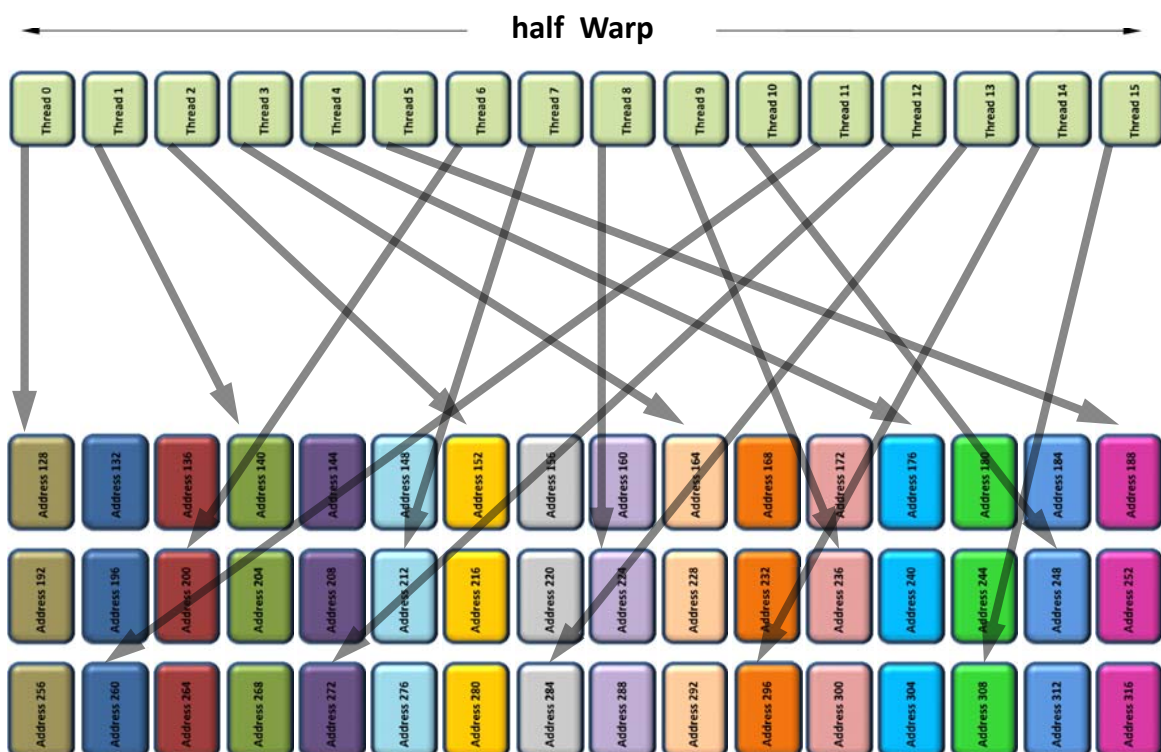 half Warp
Thread 0
Thread 1
Thread 2
Thread 3
Thread 4
Thread 5
Thread 6
Thread 7
Thread 8
Thread 9
Thread 10
Thread 11
Thread 12
Thread 13
Thread 14
Thread 15
Address 128
Address 132
Address 136
Address 140
Address 144
Address 148
Address 152
Address 156
Address 160
Address 164
Address 168
Address 172
Address 176
Address 180
Address 184
Address 188
Address 192
Address 196
Address 200
Address 204
Address 208
Address 212
Address 216
Address 220
Address 224
Address 228
Address 232
Address 236
Address 240
Address 244
Address 248
Address 252
Address 256
Address 260
Address 264
Address 268
Address 272
Address 276
Address 280
Address 284
Address 288
Address 292
Address 296
Address 300
Address 304
Address 308
Address 312
Address 316